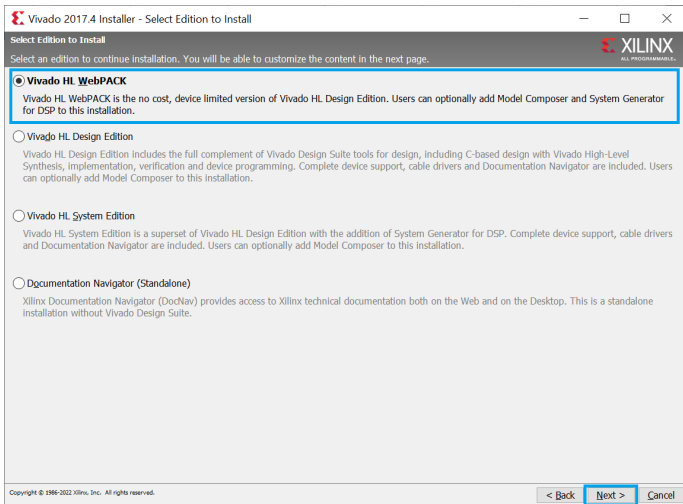 Vivado 2017.4 Installer - Select Edition to Install
Select Edition to Install
Select an edition to continue installation. You will be able to customize the content in the next page.
XILINX
ALL PROGRAMMABLE.
Vivado HL WebPACK
Vivado HL WebPACK is the no cost, device limited version of Vivado HL Design Edition. Users can optionally add Model Composer and System Generator
for DSP to this installation.
Vivado HL Design Edition
Vivado HL Design Edition includes the full complement of Vivado Design Suite tools for design, including C-based design with Vivado High-Level
Synthesis, implementation, verification and device programming. Complete device support, cable drivers and Documentation Navigator are included. Users
can optionally add Model Composer to this installation.
Vivado HL System Edition
Vivado HL System Edition is a superset of Vivado HL Design Edition with the addition of System Generator for DSP. Complete device support, cable drivers
and Documentation Navigator are included. Users can optionally add Model Composer to this installation.
Documentation Navigator (Standalone)
Xilinx Documentation Navigator (DocNav) provides access to Xilinx technical documentation both on the Web and on the Desktop. This is a standalone
installation without Vivado Design Suite.
Copyright © 1986-2022 Xilinx, Inc. All rights reserved.
< Back Next > Cancel